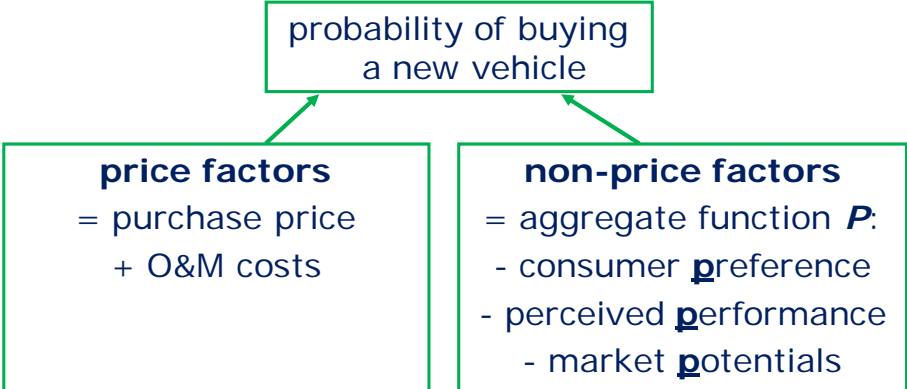 probability of buying
a new vehicle
price factors
= purchase price
+ O&M costs
non-price factors
= aggregate function P:
- consumer preference
- perceived performance
- market potentials